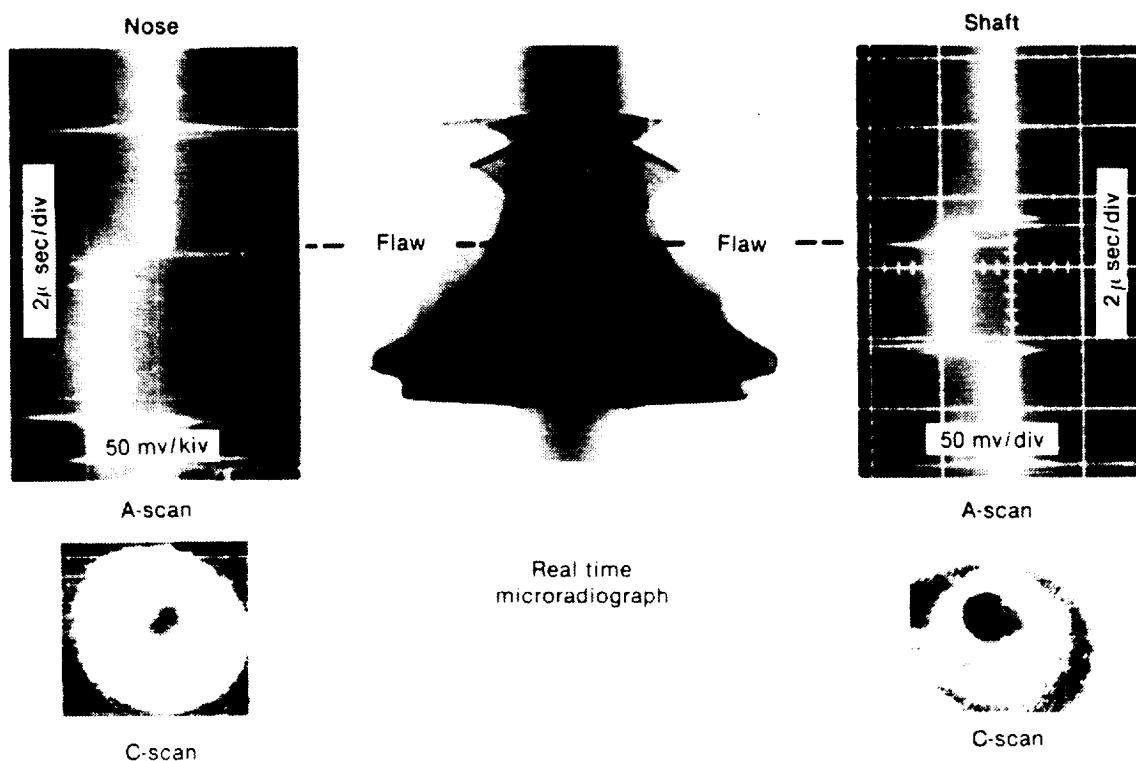 Nose
Shaft
2μ sec/div
Flaw
Flaw
2μ sec/div
50 mv/kiv
50 mv/div
A-scan
A-scan
Real time
microradiograph
C-scan
C-scan